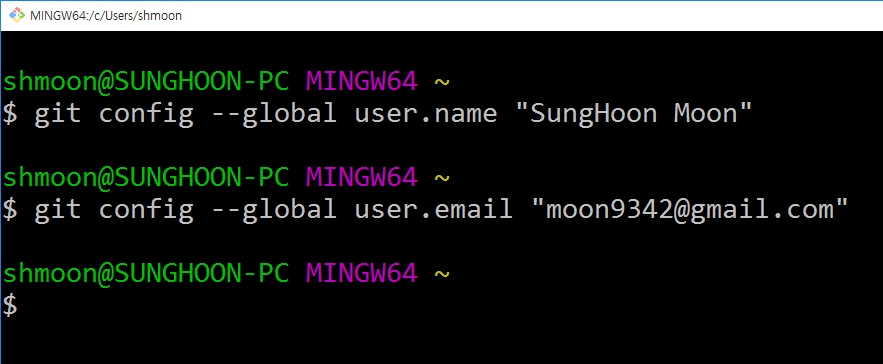 MINGW64:/c/Users/shmoon
shmoon@SUNGHOON-PC MINGW64 ~
$ git config --global user.name "SungHoon Moon"
shmoon@SUNGHOON-PC MINGW64 ~
$ git config --global user.email "moon9342@gmail.com"
shmoon@SUNGHOON-PC MINGW64 ~
$